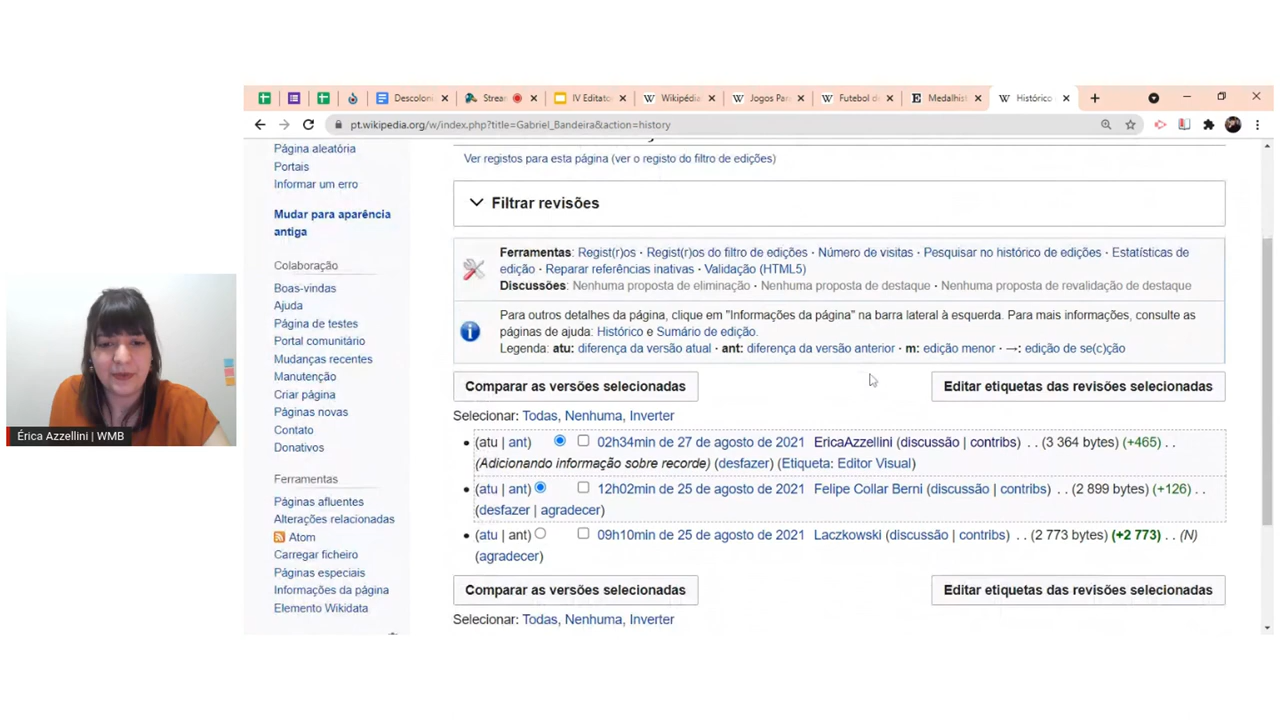 Descoloni
Stream
IV Editato
Wikipédi
Jogos Par
Futebol d
Medalhis
Histórico
pt.wikipedia.org/w/index.php?title=Gabriel_Bandeira&action=history
Página aleatória
Portais
Informar um erro
Mudar para aparência
antiga
Colaboração
Boas-vindas
Ajuda
Página de testes
Portal comunitário
Mudanças recentes
Manutenção
Criar página
Páginas novas
Contato
Donativos
Ferramentas
Páginas afluentes
Alterações relacionadas
Atom
Carregar ficheiro
Páginas especiais
Informações da página
Elemento Wikidata
Ver registos para esta página (ver o registo do filtro de edições)
Filtrar revisões
Ferramentas: Regist(r)os · Regist(r)os do filtro de edições · Número de visitas · Pesquisar no histórico de edições · Estatísticas de
edição · Reparar referências inativas · Validação (HTML5)
Discussões: Nenhuma proposta de eliminação · Nenhuma proposta de destaque · Nenhuma proposta de revalidação de destaque
Para outros detalhes da página, clique em "Informações da página" na barra lateral à esquerda. Para mais informações, consulte as
páginas de ajuda: Histórico e Sumário de edição.
Legenda: atu: diferença da versão atual · ant: diferença da versão anterior · m: edição menor · →: edição de se(c)ção
Comparar as versões selecionadas
Editar etiquetas das revisões selecionadas
Selecionar: Todas, Nenhuma, Inverter
(atu | ant) 02h34min de 27 de agosto de 2021 EricaAzzellini (discussão | contribs) . . (3 364 bytes) (+465) . .
(Adicionando informação sobre recorde) (desfazer) (Etiqueta: Editor Visual)
(atu | ant) 12h02min de 25 de agosto de 2021 Felipe Collar Berni (discussão | contribs) . . (2 899 bytes) (+126) . .
(desfazer | agradecer)
(atu | ant) 09h10min de 25 de agosto de 2021 Laczkowski (discussão | contribs) . . (2 773 bytes) (+2 773) . . (N)
(agradecer)
Comparar as versões selecionadas
Editar etiquetas das revisões selecionadas
Selecionar: Todas, Nenhuma, Inverter
Érica Azzellini | WMB